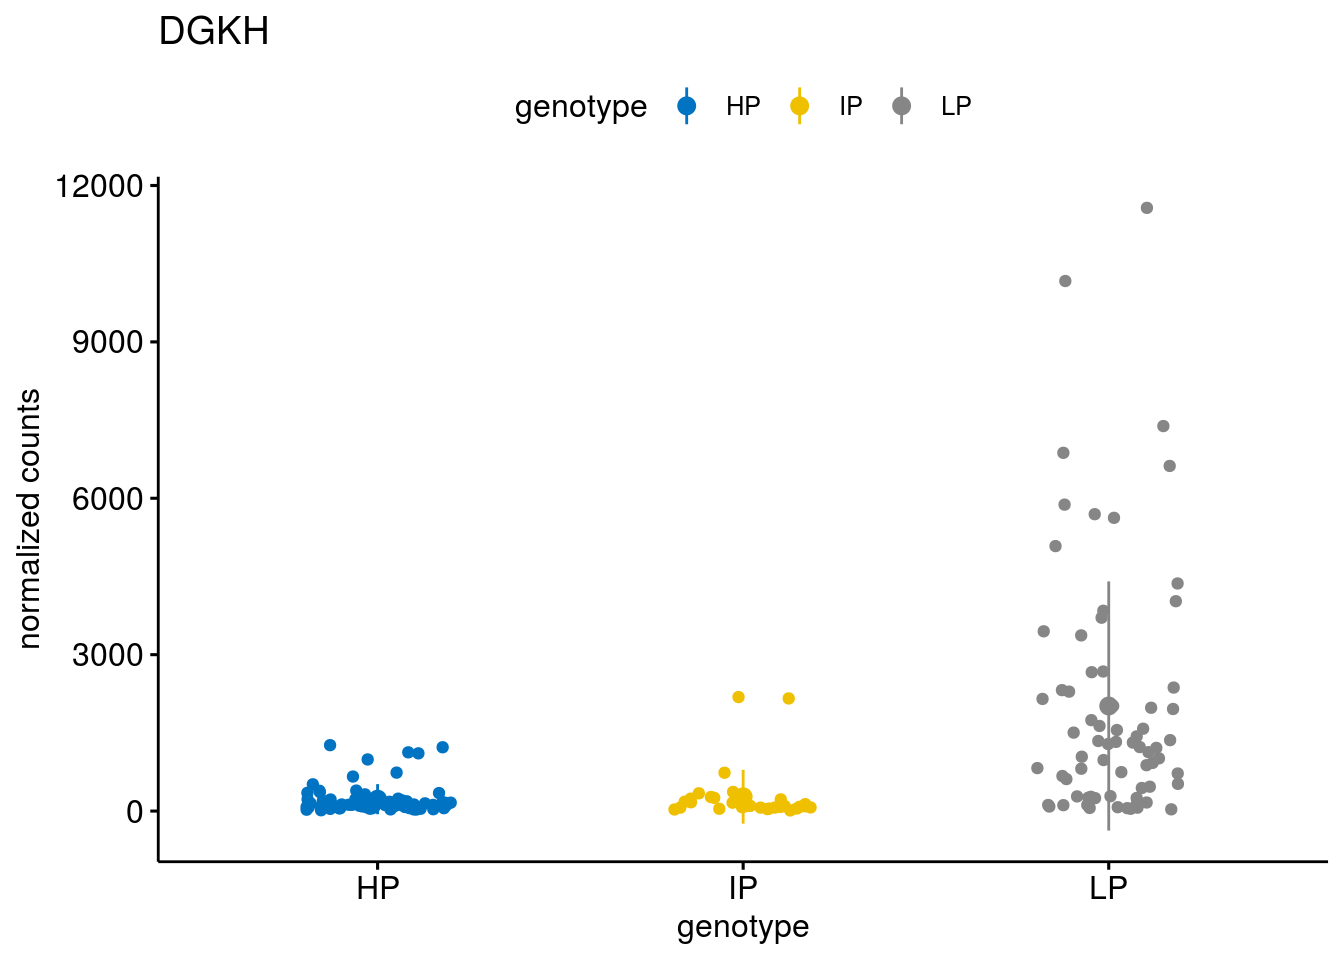 DGKH
genotype HP IP LP
12000
9000
6000
3000
0
normalized counts
HP IP LP
genotype